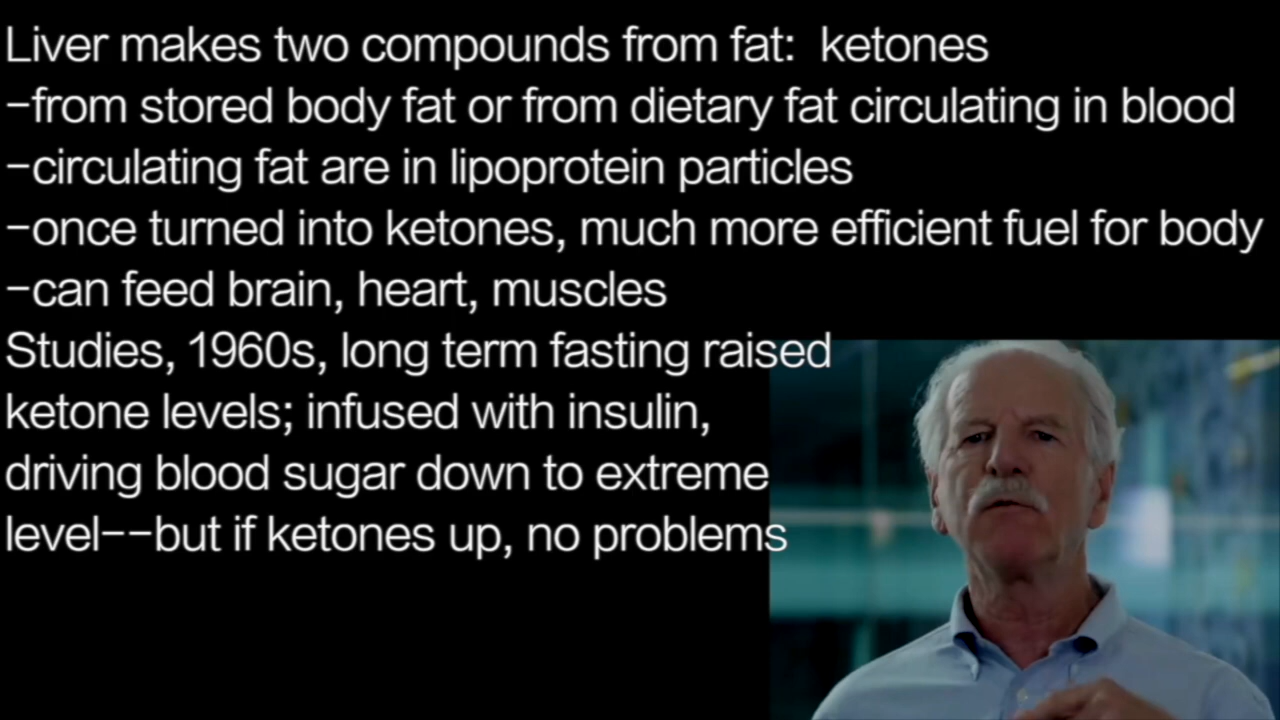 Liver makes two compounds from fat:  ketones
−from stored body fat or from dietary fat circulating in blood
−circulating fat are in lipoprotein particles
−once turned into ketones, much more efficient fuel for body
−can feed brain, heart, muscles
Studies, 1960s, long term fasting raised
ketone levels; infused with insulin,
driving blood sugar down to extreme
level−−but if ketones up, no problems